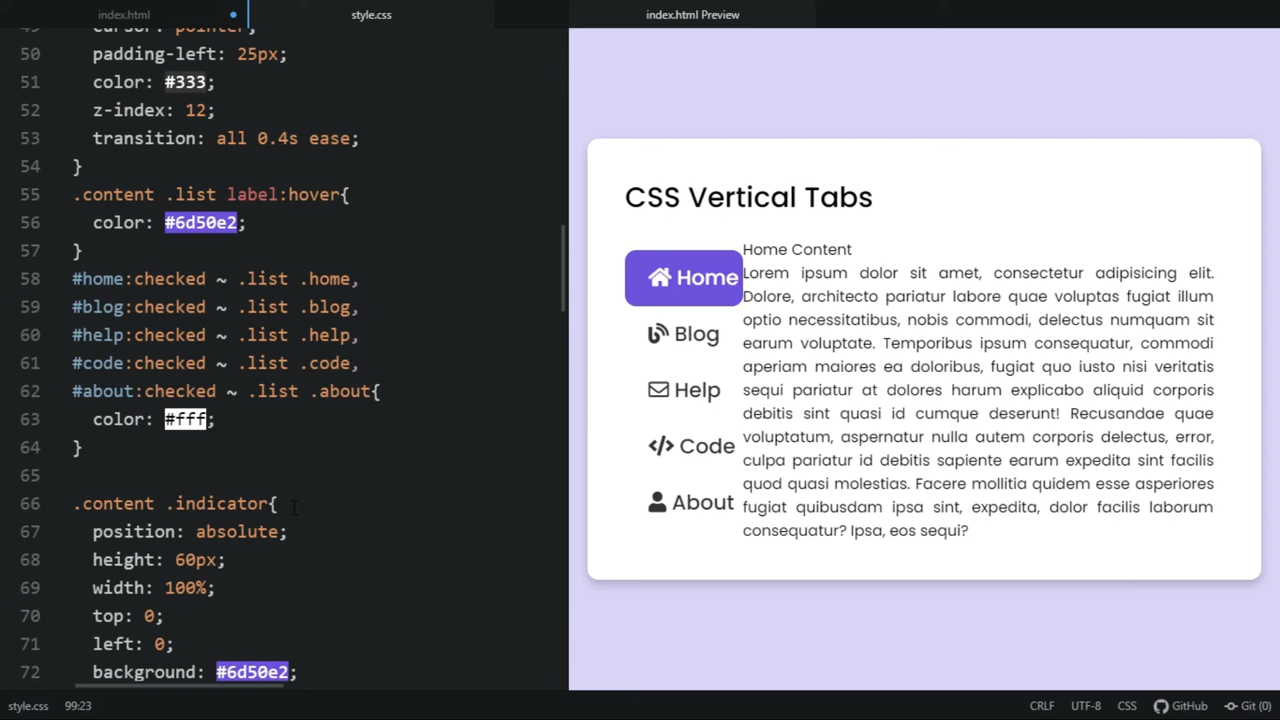 index.html
style.css
index.html Preview
49 cursor: pointer;
50 padding-left: 25px;
51 color: #333;
52 z-index: 12;
53 transition: all 0.4s ease;
54 }
55 .content .list label:hover{
56 color: #6d50e2;
57 }
58 #home:checked ~ .list .home,
59 #blog:checked ~ .list .blog,
60 #help:checked ~ .list .help,
61 #code:checked ~ .list .code,
62 #about:checked ~ .list .about{
63 color: #fff;
64 }
65
66 .content .indicator{
67 position: absolute;
68 height: 60px;
69 width: 100%;
70 top: 0;
71 left: 0;
72 background: #6d50e2;
CSS Vertical Tabs
Home
Blog
Help
Code
About
Home Content
Lorem ipsum dolor sit amet, consectetur adipisicing elit.
Dolore, architecto pariatur labore quae voluptas fugiat illum
optio necessitatibus, nobis commodi, delectus numquam sit
earum voluptate. Temporibus ipsum consequatur, commodi
aperiam maiores ea doloribus, fugiat quo iusto nisi veritatis
sequi pariatur at dolores harum explicabo aliquid corporis
debitis sint quasi id cumque deserunt! Recusandae quae
voluptatum, aspernatur nulla autem corporis delectus, error,
culpa pariatur id debitis sapiente earum expedita sint facilis
quod quasi molestias. Facere mollitia quidem esse asperiores
fugiat quibusdam ipsa sint, expedita, dolor facilis laborum
consequatur? Ipsa, eos sequi?
style.css 99:23
CRLF UTF-8 CSS GitHub Git (0)